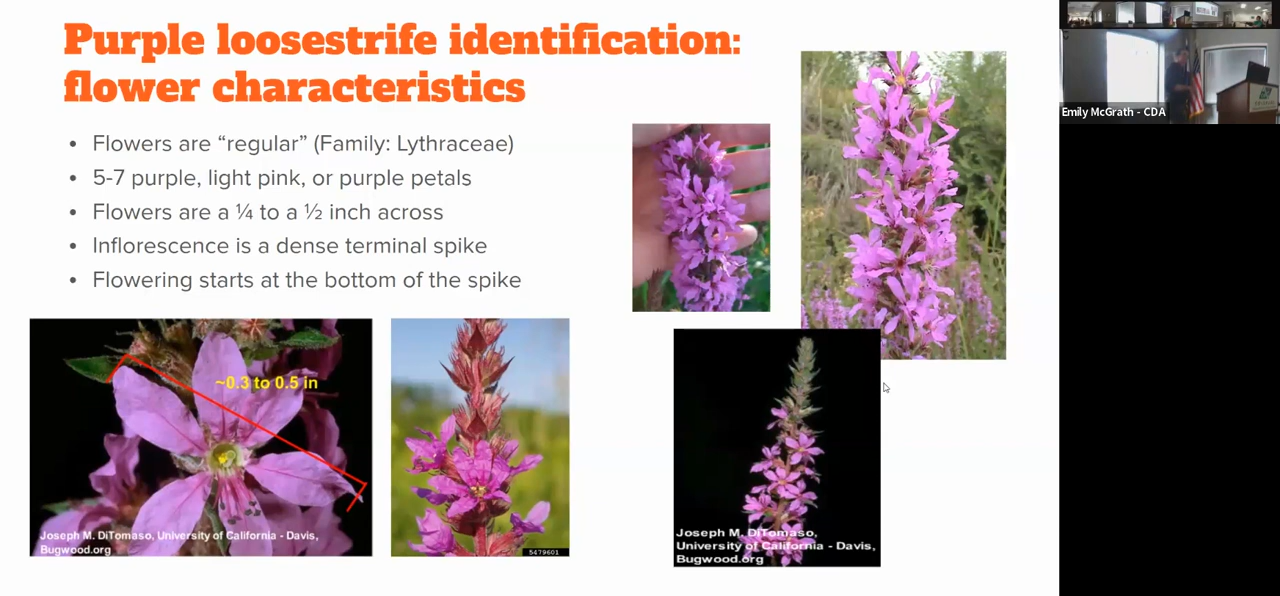 Purple loosestrife identification:
flower characteristics
• Flowers are “regular” (Family: Lythraceae)
• 5-7 purple, light pink, or purple petals
• Flowers are a ¼ to a ½ inch across
• Inflorescence is a dense terminal spike
• Flowering starts at the bottom of the spike
~0.3 to 0.5 in
Joseph M. DiTomaso, University of California - Davis,
Bugwood.org
5479601
Joseph M. DiTomaso,
University of California - Davis,
Bugwood.org
Emily McGrath - CDA